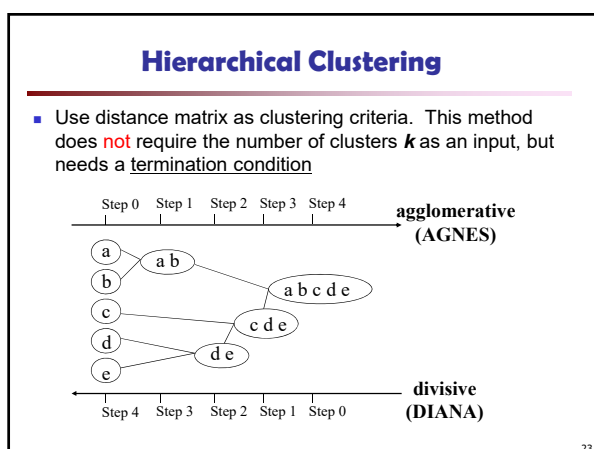 Hierarchical Clustering
Use distance matrix as clustering criteria. This method
does not require the number of clusters k as an input, but
needs a termination condition
Step 0 Step 1 Step 2 Step 3 Step 4
agglomerative
(AGNES)
a
a b
b
a b c d e
c
c d e
d
d e
e
divisive
(DIANA)
Step 4 Step 3 Step 2 Step 1 Step 0
23